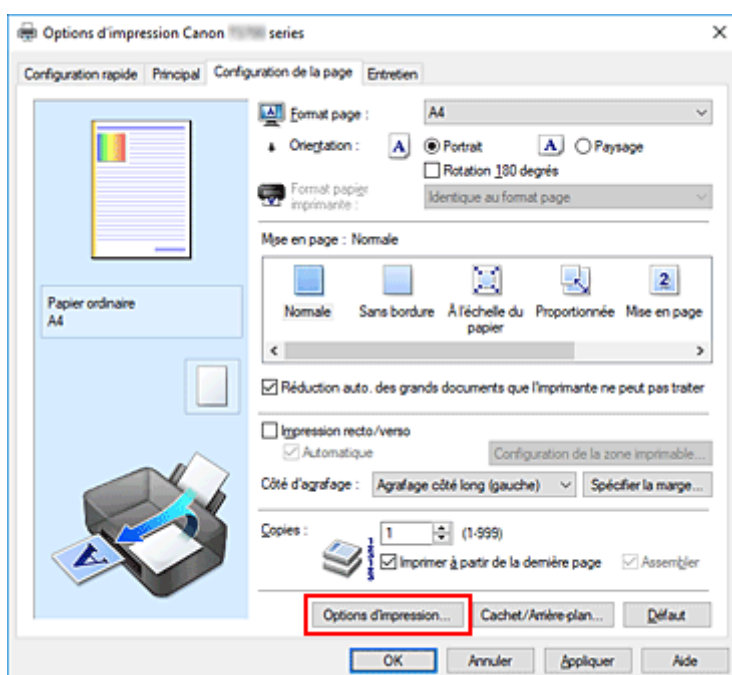 Options d'impression Canon series
Configuration rapide Principal Configuration de la page Entretien
Format page : A4
Orientation : A Portrait A Paysage
Rotation 180 degrés
Format papier imprimante : Identique au format page
Mise en page : Normale
2
Normale Sans bordure À l'échelle du papier Proportionnée Mise en page
Papier ordinaire
A4
Réduction auto. des grands documents que l'imprimante ne peut pas traiter
Impression recto/verso
Automatique Configuration de la zone imprimable...
Côté d'agrafage : Agrafage côté long (gauche) Spécifier la marge...
Copies : 1 (1-999)
Imprimer à partir de la dernière page Assembler
A
Options d'impression... Cachet/Arrière-plan... Défaut
OK Annuler Appliquer Aide